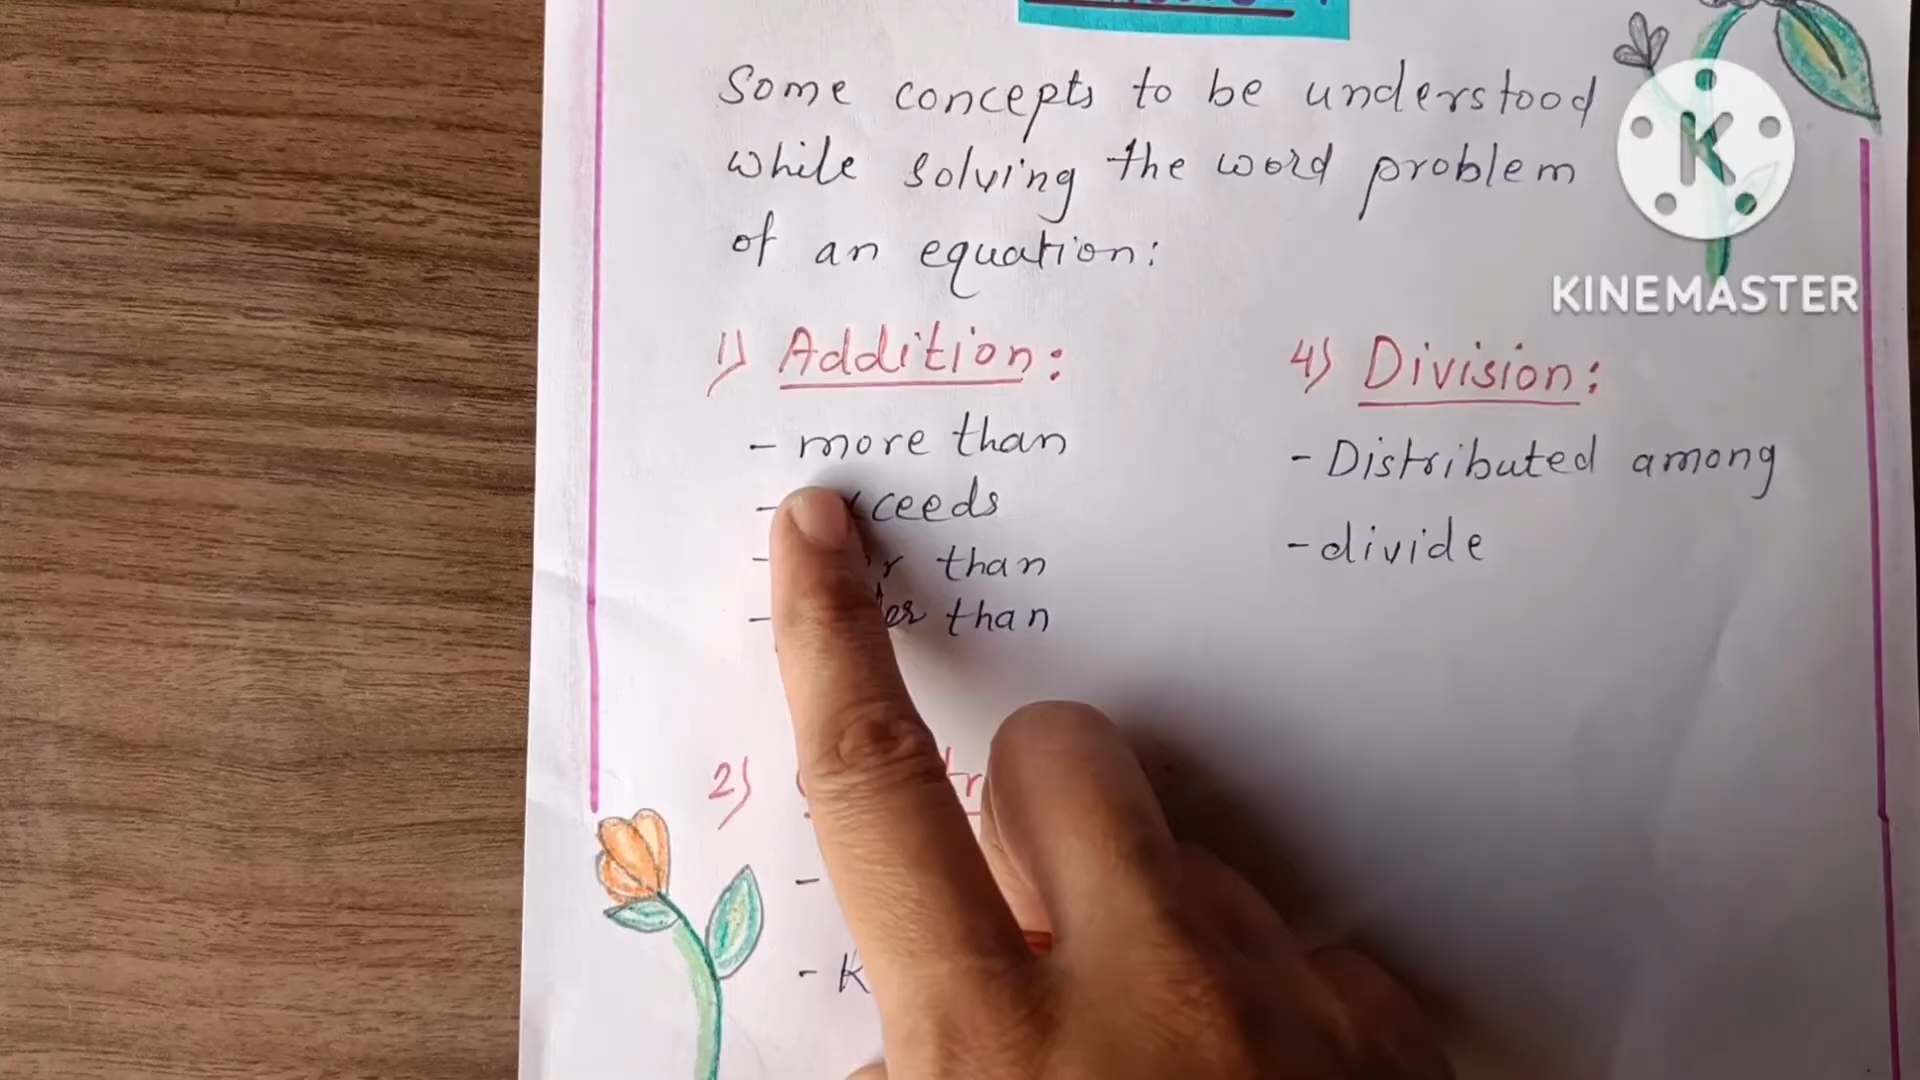 Some concepts to be understood
while solving the word problem
of an equation:
1) Addition:
- more than
- ceeds
- than
- than
2)
-
- K
4) Division:
- Distributed among
- divide
K
KINEMASTER